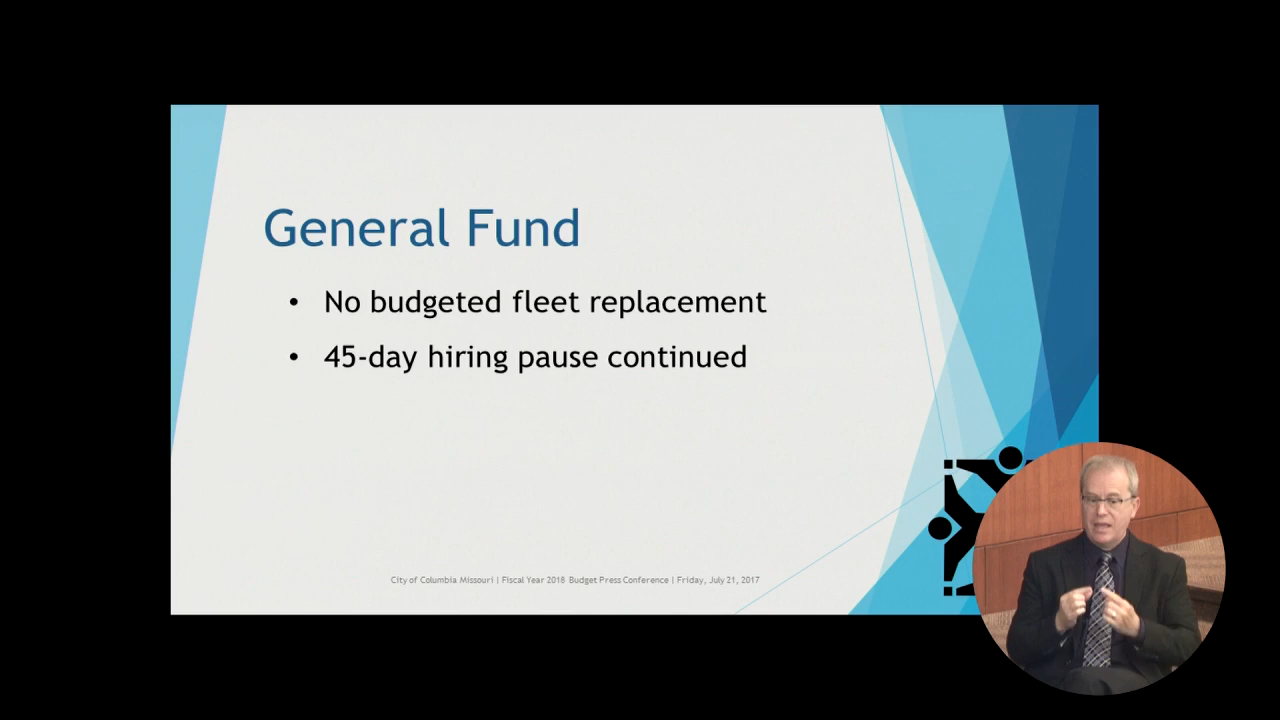 General Fund
• No budgeted fleet replacement
• 45-day hiring pause continued
City of Columbia Missouri | Fiscal Year 2018 Budget Press Conference | Friday, July 21, 2017